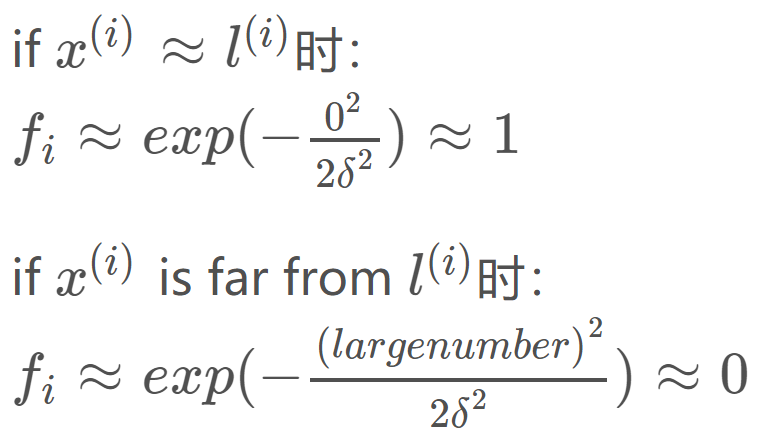 if x^(i) ≈ l^(i)时：
f_i ≈ exp(−0²/2δ²) ≈ 1
if x^(i) is far from l^(i)时：
f_i ≈ exp(−(largenumber)²/2δ²) ≈ 0